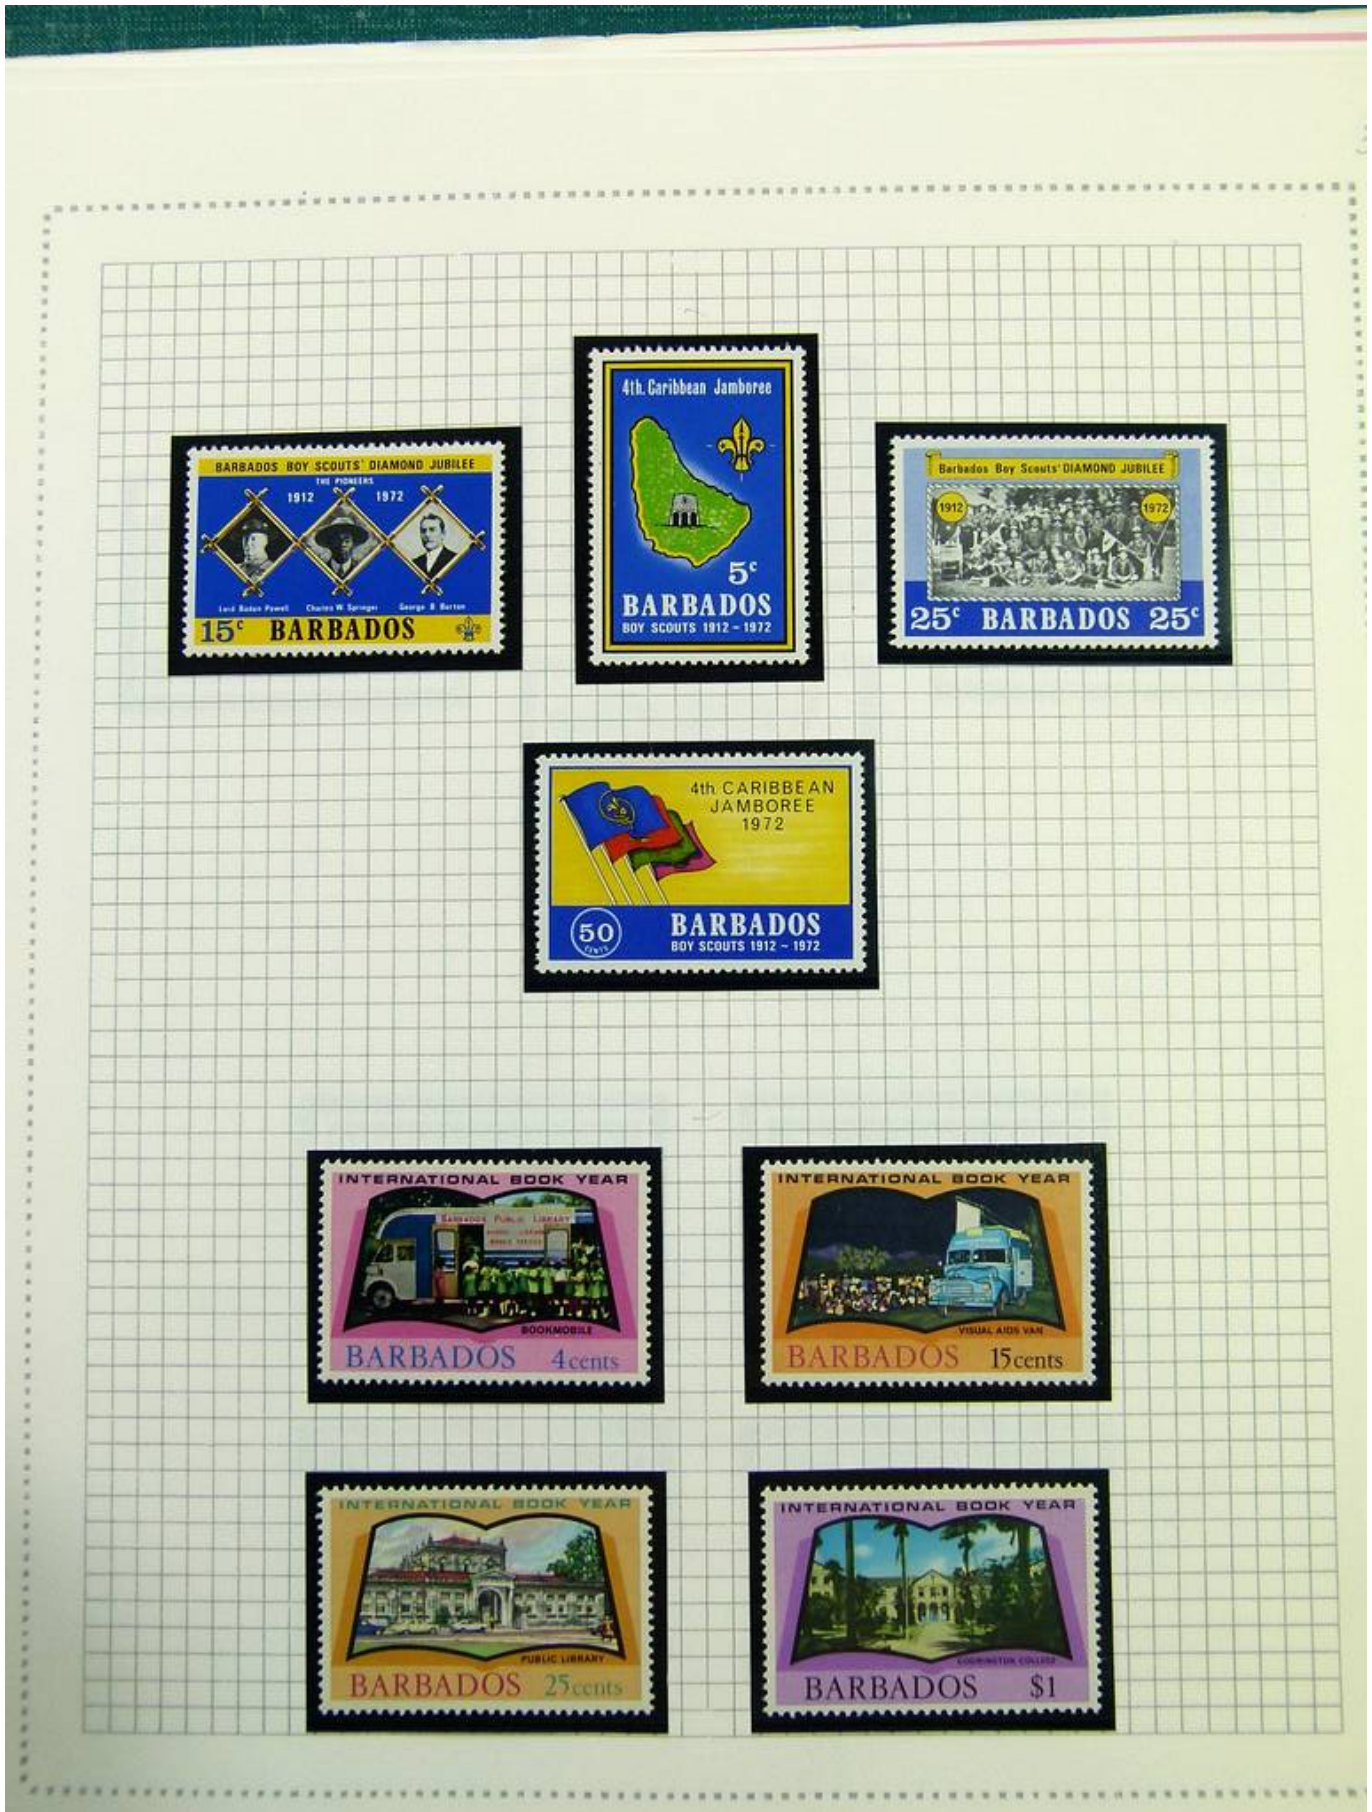 BARBADOS BOY SCOUTS' DIAMOND JUBILEE
THE PIONEERS
1912 1972
Lord Baden Powell Charles W. Springer George B. Burton
15c BARBADOS
4th. Caribbean Jamboree
5c
BARBADOS
BOY SCOUTS 1912 - 1972
Barbados Boy Scouts' DIAMOND JUBILEE
1912 1972
25c BARBADOS 25c
4th CARIBBEAN
JAMBOREE
1972
50
CENTS
BARBADOS
BOY SCOUTS 1912 ~ 1972
INTERNATIONAL BOOK YEAR
BARBADOS PUBLIC LIBRARY
BOOKMOBILE
BARBADOS 4cents
INTERNATIONAL BOOK YEAR
VISUAL AIDS VAN
BARBADOS 15cents
INTERNATIONAL BOOK YEAR
PUBLIC LIBRARY
BARBADOS 25cents
INTERNATIONAL BOOK YEAR
CODRINGTON COLLEGE
BARBADOS $1